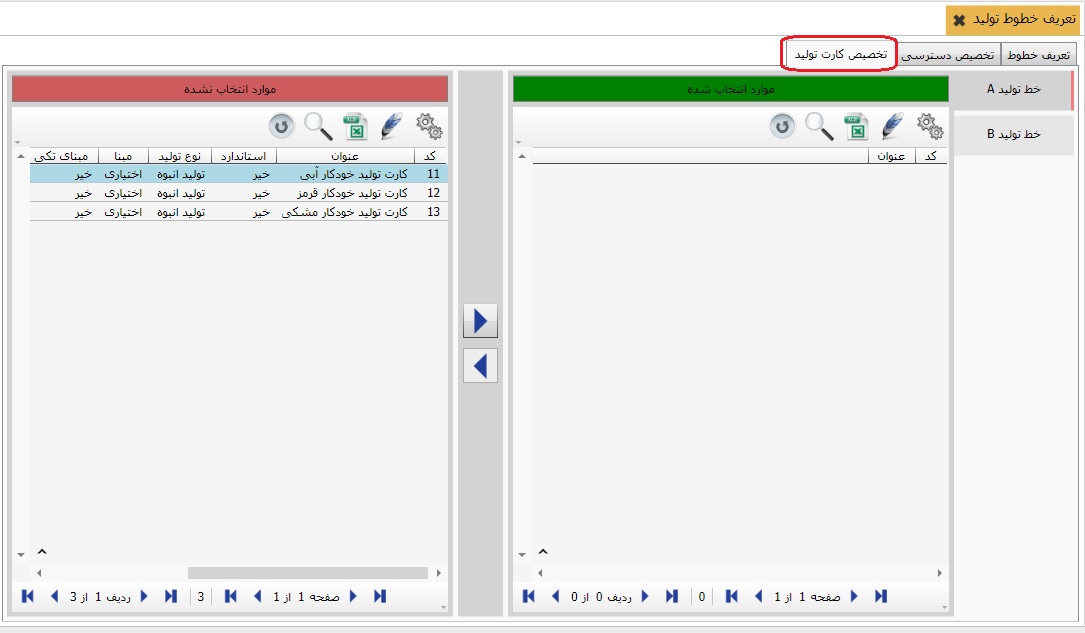 تعریف خطوط تولید
تعریف خطوط تخصیص دسترسی تخصیص کارت تولید
خط تولید A
خط تولید B
موارد انتخاب شده
کد عنوان
ردیف 0 از 0
0
صفحه 1 از 1
موارد انتخاب نشده
کد عنوان استاندارد نوع تولید مبنا مبنای تکی
11 کارت تولید خودکار آبی خیر تولید انبوه اختیاری خیر
12 کارت تولید خودکار قرمز خیر تولید انبوه اختیاری خیر
13 کارت تولید خودکار مشکی خیر تولید انبوه اختیاری خیر
ردیف 1 از 3
3
صفحه 1 از 1